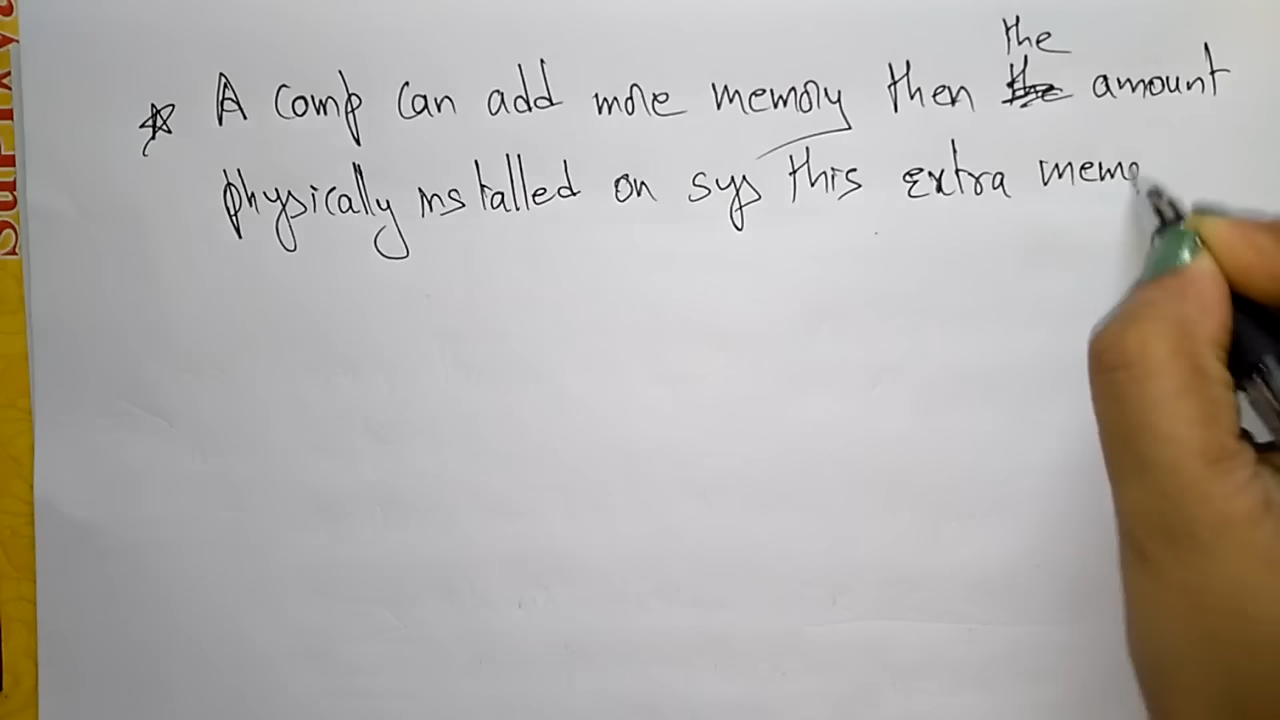 the
A comp can add more memory then the amount
physically installed on sys this extra memo